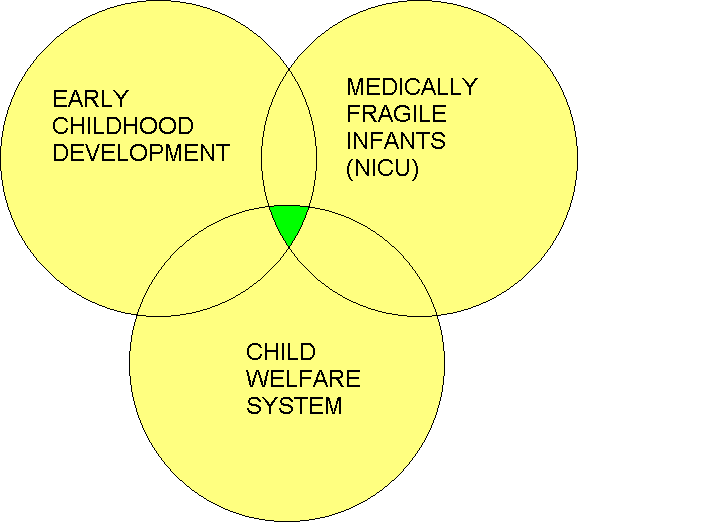 EARLY
CHILDHOOD
DEVELOPMENT
MEDICALLY
FRAGILE
INFANTS
(NICU)
CHILD
WELFARE
SYSTEM